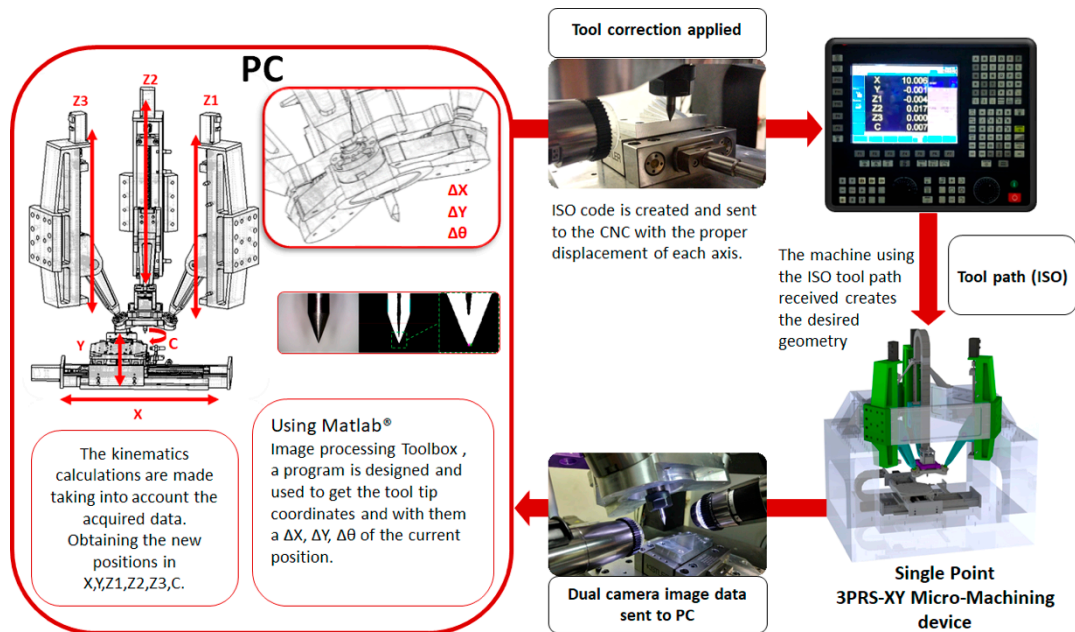 PC
Z2
Z3
Z1
ΔX
ΔY
Δθ
Y
C
X
The kinematics
calculations are made
taking into account the
acquired data.
Obtaining the new
positions in
X,Y,Z1,Z2,Z3,C.
Using Matlab®
Image processing Toolbox ,
a program is designed and
used to get the tool tip
coordinates and with them
a ΔX, ΔY, Δθ of the current
position.
Tool correction applied
ISO code is created and sent
to the CNC with the proper
displacement of each axis.
X 10.006
Y -0.001
Z1 -0.004
Z2 0.017
Z3 0.000
C 0.007
The machine using
the ISO tool path
received creates
the desired
geometry
Tool path (ISO)
Dual camera image data
sent to PC
Single Point
3PRS-XY Micro-Machining
device